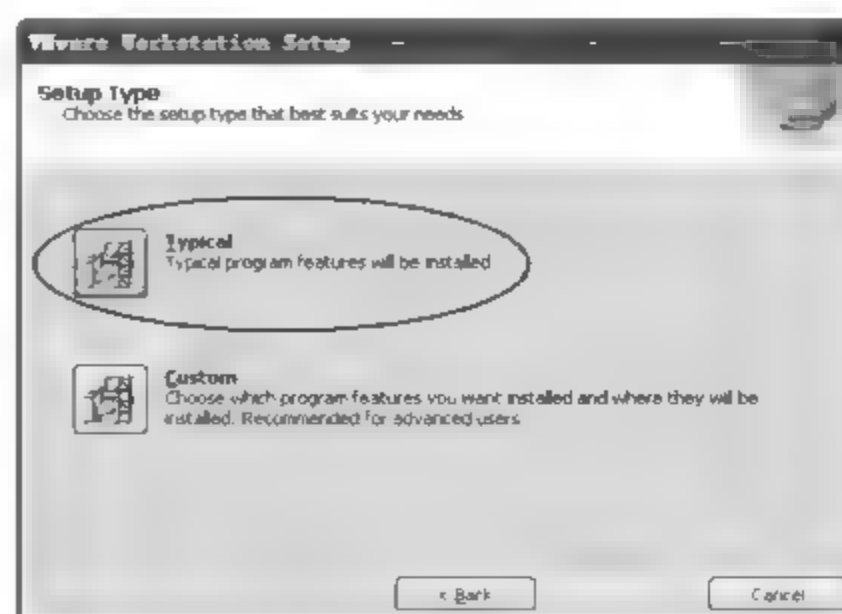 VMware Workstation Setup
Setup Type
Choose the setup type that best suits your needs
Typical
Typical program features will be installed
Custom
Choose which program features you want installed and where they will be
installed. Recommended for advanced users
< Back
Cancel